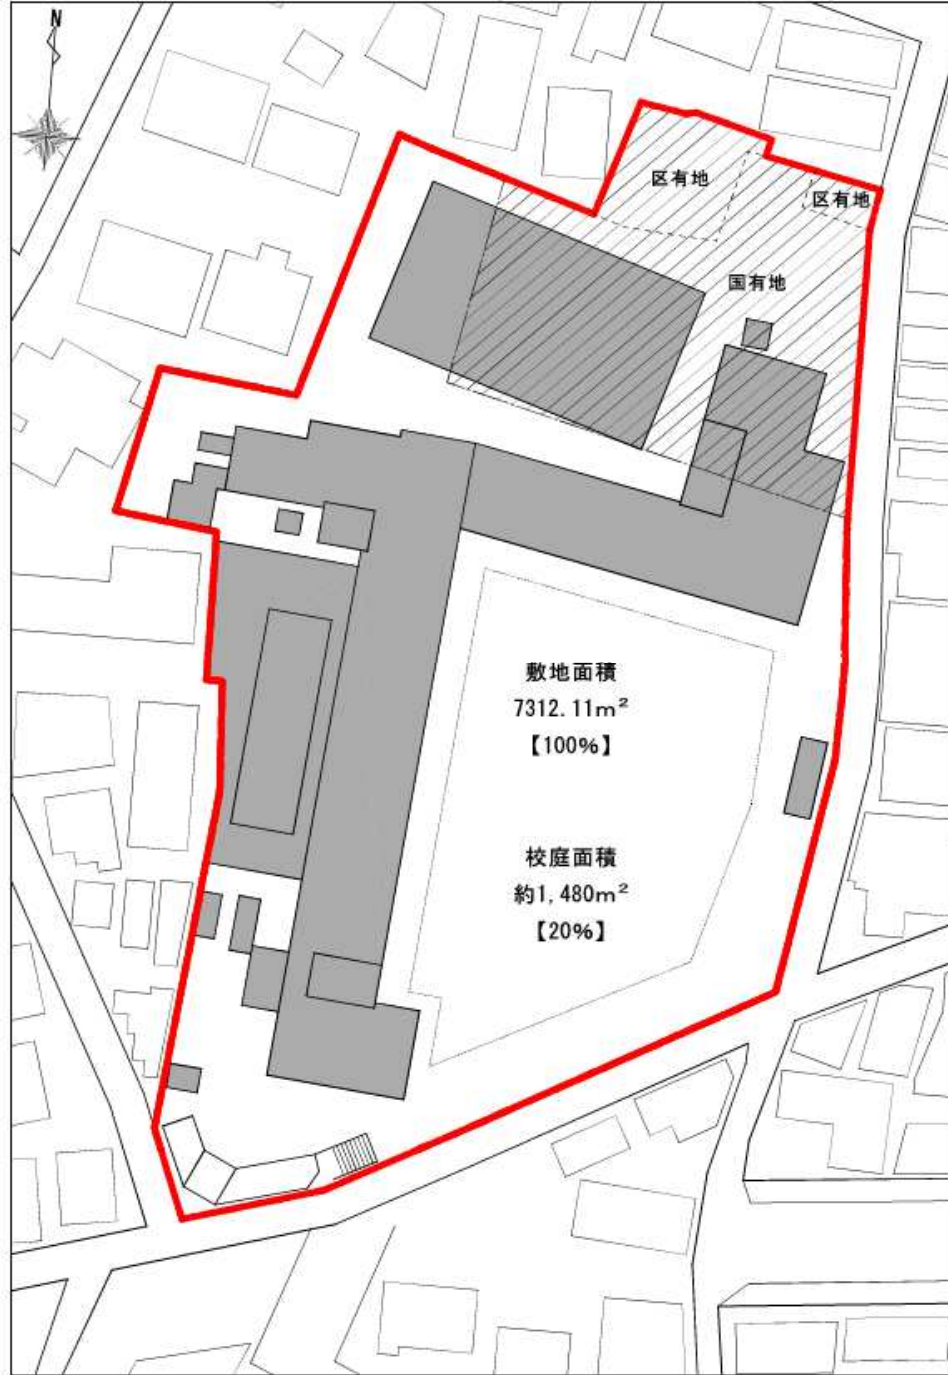 N
区有地
区有地
国有地
敷地面積
7312.11m²
【100%】
校庭面積
約1,480m²
【20%】